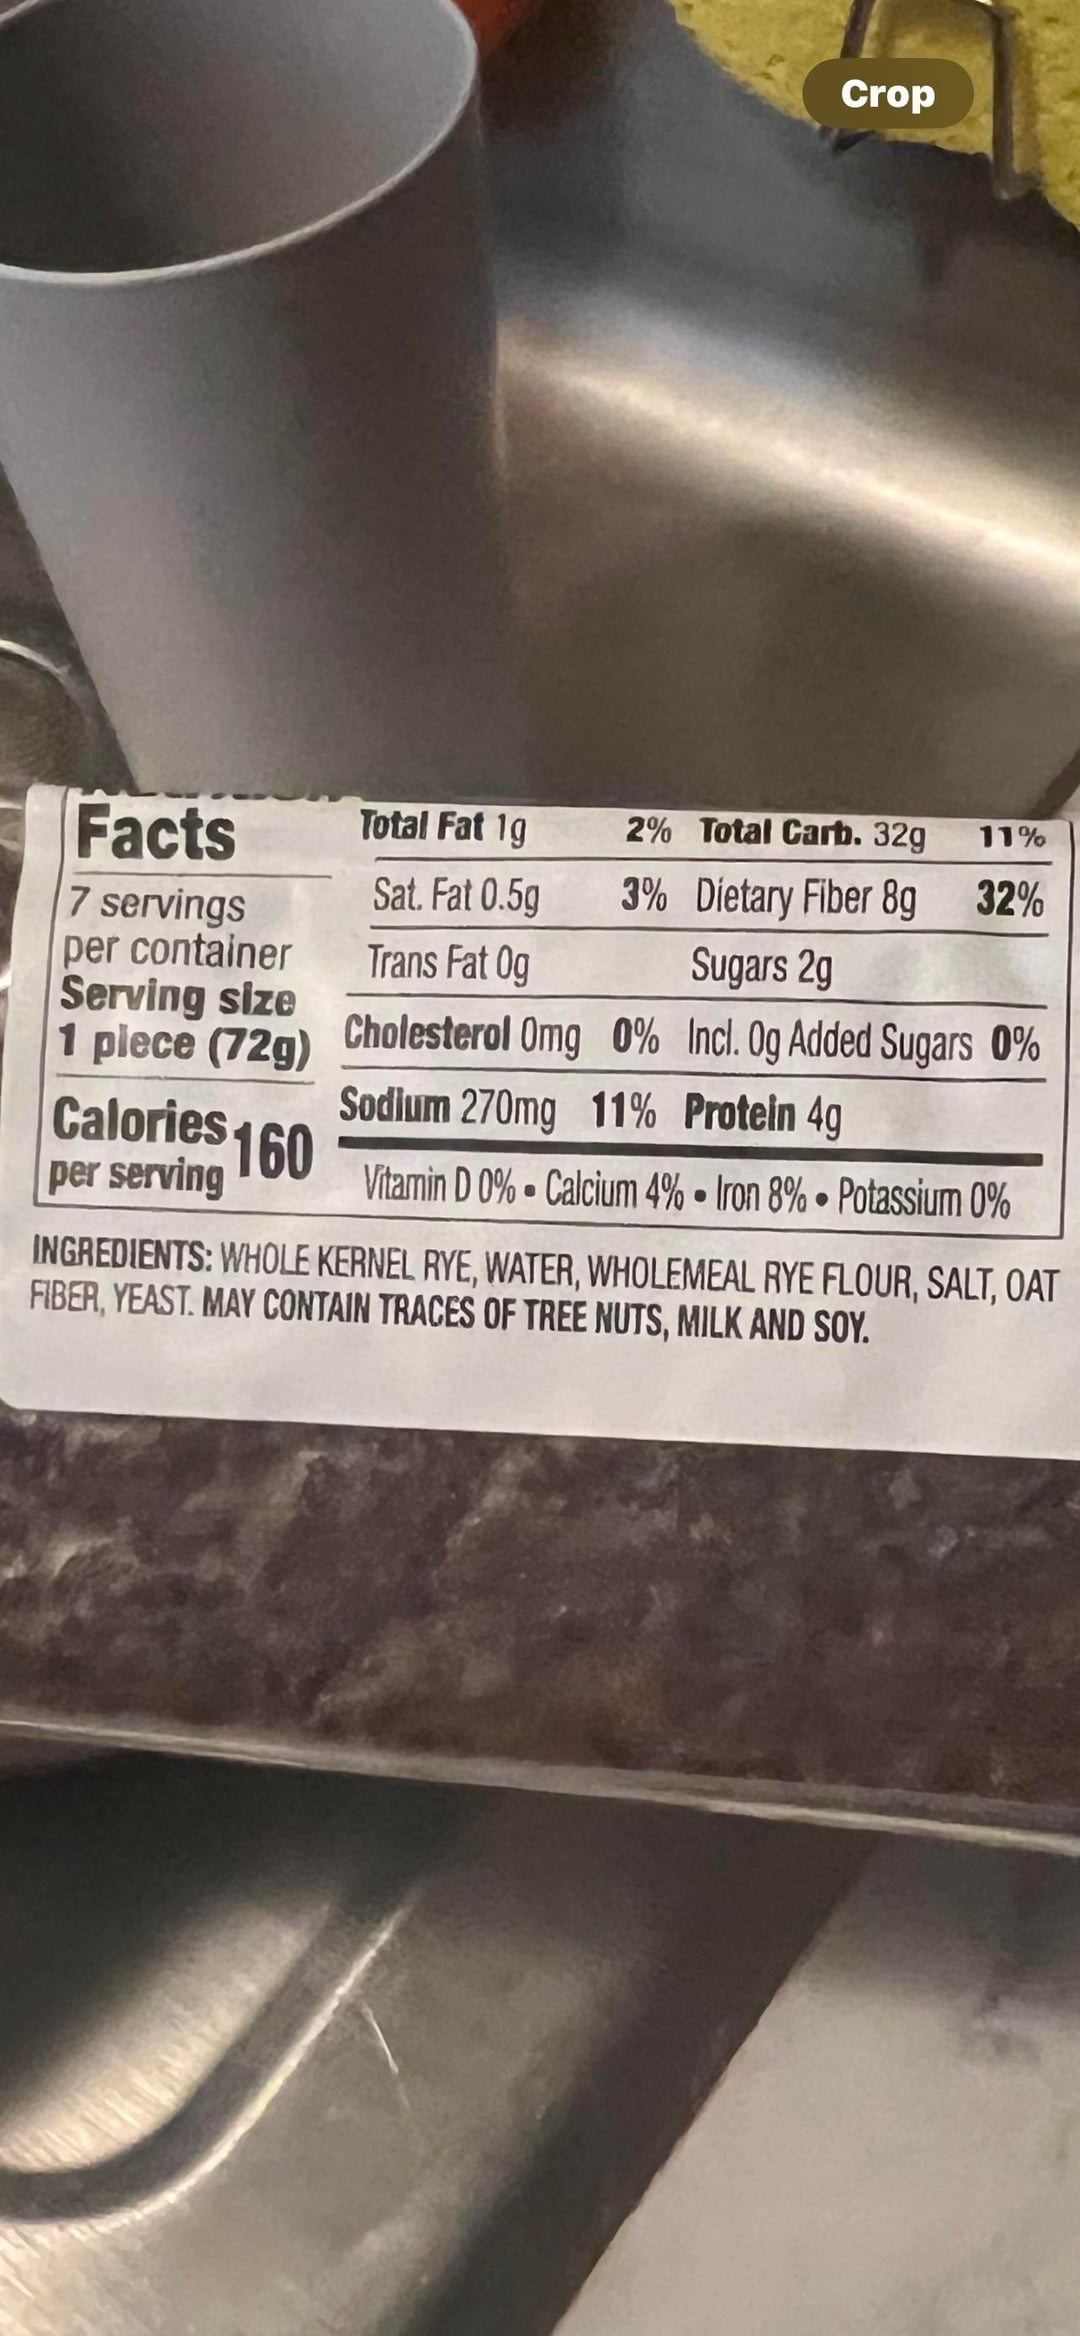 Crop
Facts
7 servings
per container
Serving size
1 piece (72g)
Calories 160
per serving
Total Fat 1g 2%
Sat. Fat 0.5g 3%
Trans Fat 0g
Cholesterol 0mg 0%
Sodium 270mg 11%
Total Carb. 32g 11%
Dietary Fiber 8g 32%
Sugars 2g
Incl. 0g Added Sugars 0%
Protein 4g
Vitamin D 0% • Calcium 4% • Iron 8% • Potassium 0%
INGREDIENTS: WHOLE KERNEL RYE, WATER, WHOLEMEAL RYE FLOUR, SALT, OAT
FIBER, YEAST. MAY CONTAIN TRACES OF TREE NUTS, MILK AND SOY.